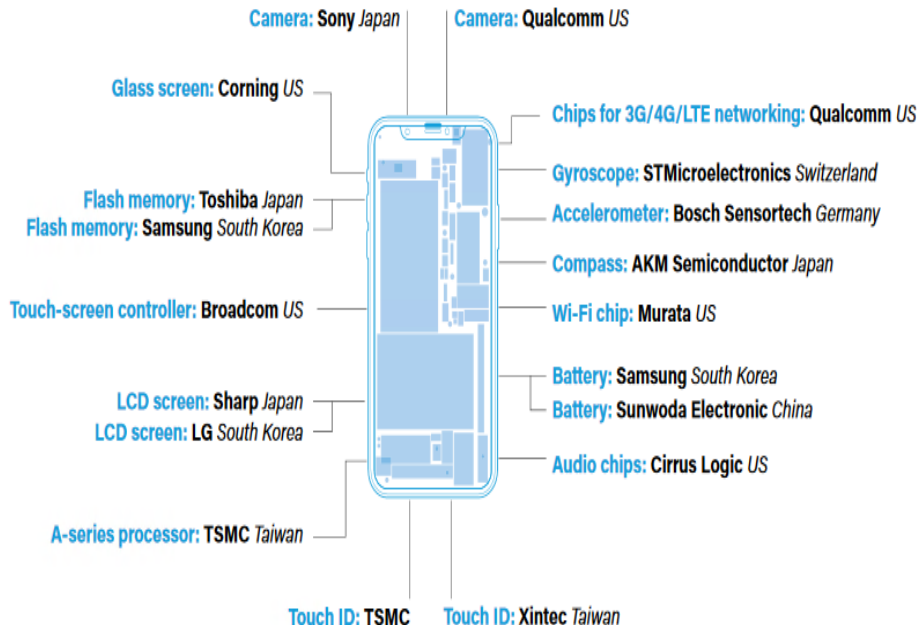 Camera: Sony Japan
Camera: Qualcomm US
Glass screen: Corning US
Flash memory: Toshiba Japan
Flash memory: Samsung South Korea
Touch-screen controller: Broadcom US
LCD screen: Sharp Japan
LCD screen: LG South Korea
A-series processor: TSMC Taiwan
Chips for 3G/4G/LTE networking: Qualcomm US
Gyroscope: STMicroelectronics Switzerland
Accelerometer: Bosch Sensortech Germany
Compass: AKM Semiconductor Japan
Wi-Fi chip: Murata US
Battery: Samsung South Korea
Battery: Sunwoda Electronic China
Audio chips: Cirrus Logic US
Touch ID: TSMC
Touch ID: Xintec Taiwan